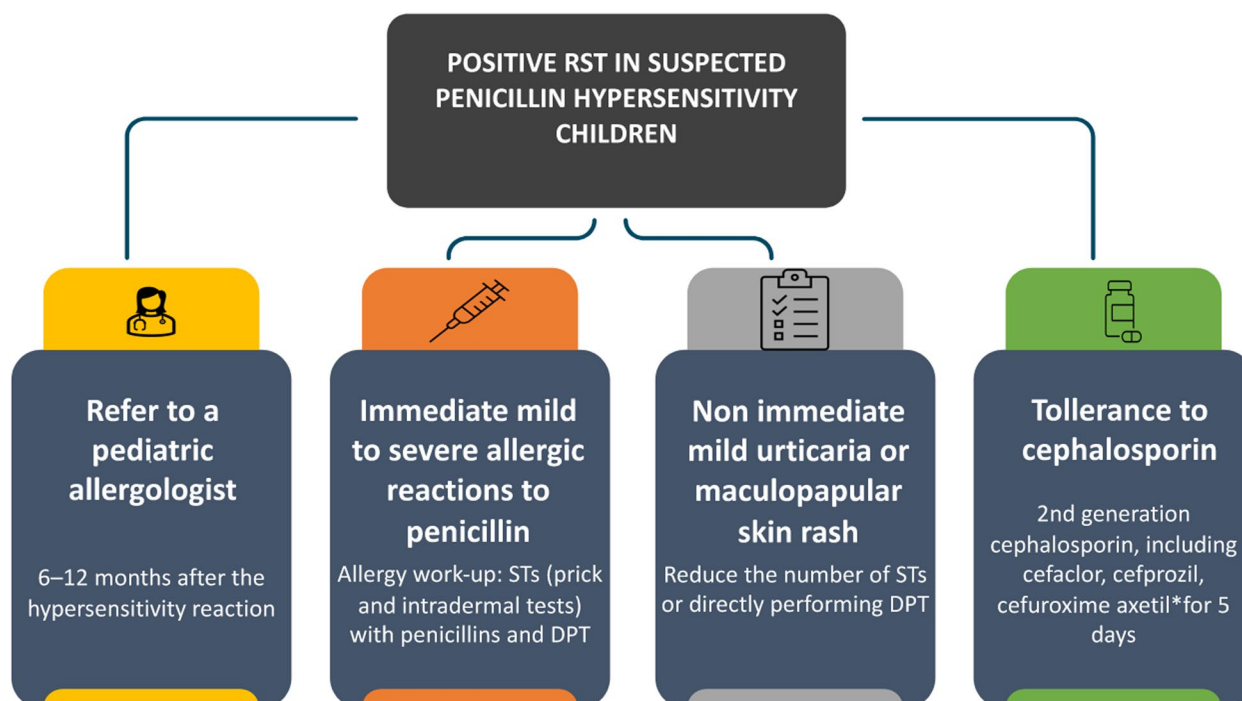 POSITIVE RST IN SUSPECTED
PENICILLIN HYPERSENSITIVITY
CHILDREN
Refer to a
pediatric
allergologist
6–12 months after the
hypersensitivity reaction
Immediate mild
to severe allergic
reactions to
penicillin
Allergy work-up: STs (prick
and intradermal tests)
with penicillins and DPT
Non immediate
mild urticaria or
maculopapular
skin rash
Reduce the number of STs
or directly performing DPT
Tollerance to
cephalosporin
2nd generation
cephalosporin, including
cefaclor, cefprozil,
cefuroxime axetil*for 5
days